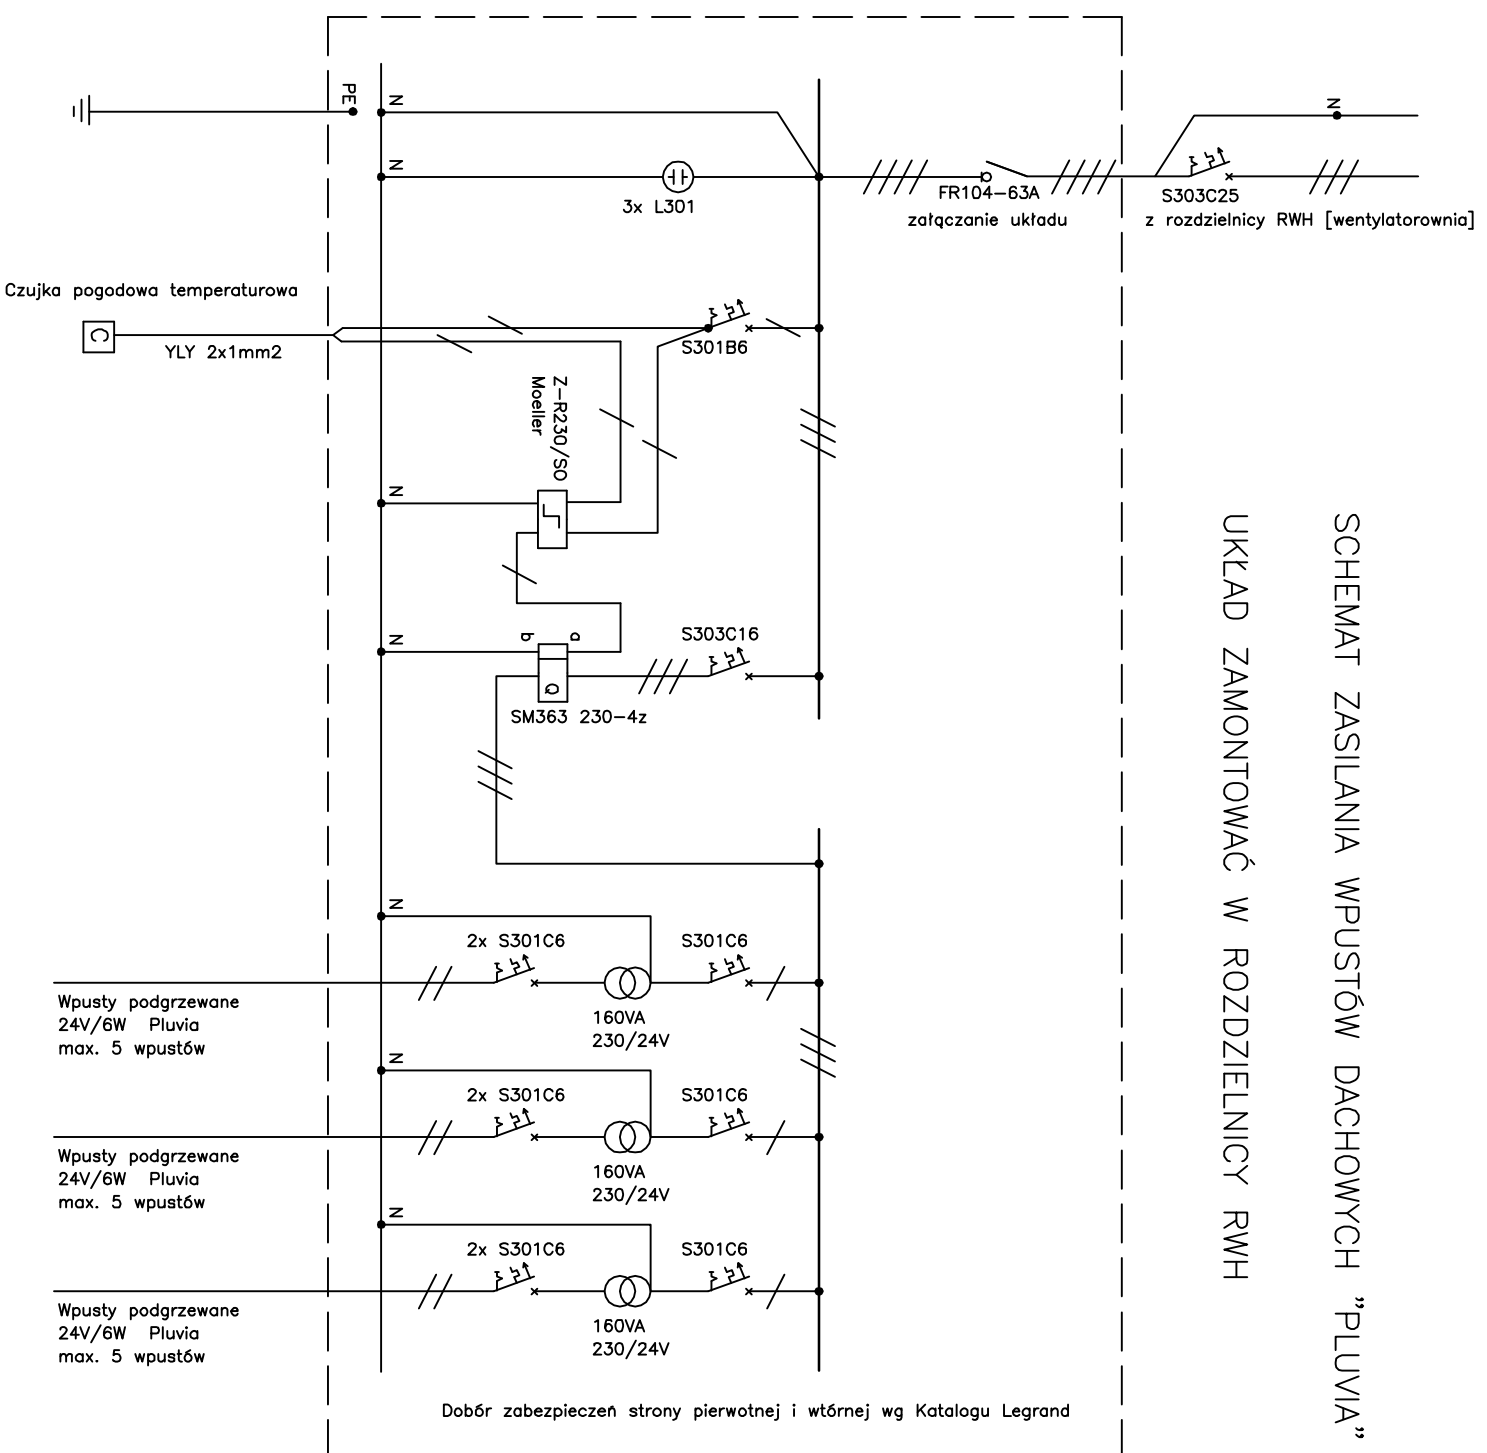 PE
N
N
N
3x L301
FR104-63A
załączanie układu
S303C25
z rozdzielnicy RWH [wentylatorownia]
Czujka pogodowa temperaturowa
C
YLY 2x1mm2
S301B6
Z-R230/SO
Moeller
N
N
b
a
S303C16
SM363 230-4z
N
2x S301C6
S301C6
Wpusty podgrzewane
24V/6W Pluvia
max. 5 wpustów
160VA
230/24V
N
2x S301C6
S301C6
Wpusty podgrzewane
24V/6W Pluvia
max. 5 wpustów
160VA
230/24V
N
2x S301C6
S301C6
Wpusty podgrzewane
24V/6W Pluvia
max. 5 wpustów
160VA
230/24V
Dobór zabezpieczeń strony pierwotnej i wtórnej wg Katalogu Legrand
SCHEMAT ZASILANIA WPUSTÓW DACHOWYCH "PLUVIA"
UKŁAD ZAMONTOWAĆ W ROZDZIELNICY RWH